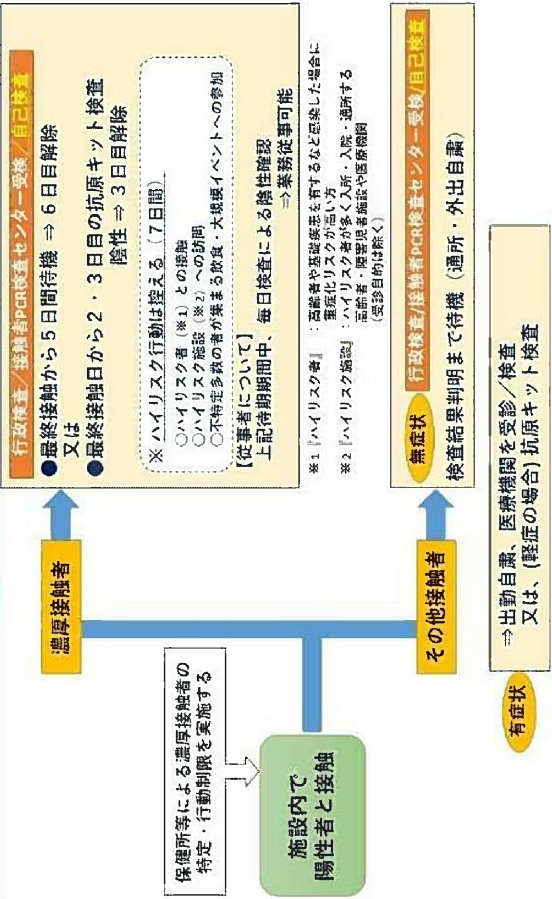 保健所等による濃厚接触者の
特定・行動制限を実施する
施設内で
陽性者と接触
濃厚接触者
行政検査／接触者PCR検査センター受検／自己検査
●最終接触から５日間待機 ⇒ ６日目解除
又は
●最終接触日から２・３日目の抗原キット検査
陰性 ⇒ ３日目解除
※ ハイリスク行動は控える（７日間）
○ハイリスク者（※１）との接触
○ハイリスク施設（※２）への訪問
○不特定多数の者が集まる飲食・大規模イベントへの参加
【従事者について】
上記待期期間中、毎日検査による陰性確認
⇒業務従事可能
※１『ハイリスク者』：高齢者や基礎疾患を有するなど感染した場合に
重症化リスクが高い方
※２『ハイリスク施設』：ハイリスク者が多く入所・入院・通所する
高齢者・障害児者施設や医療機関
（受診目的は除く）
その他接触者
無症状
行政検査/接触者PCR検査センター受検/自己検査
検査結果判明まで待機（通所・外出自粛）
有症状
⇒出勤自粛、医療機関を受診／検査
又は、(軽症の場合) 抗原キット検査